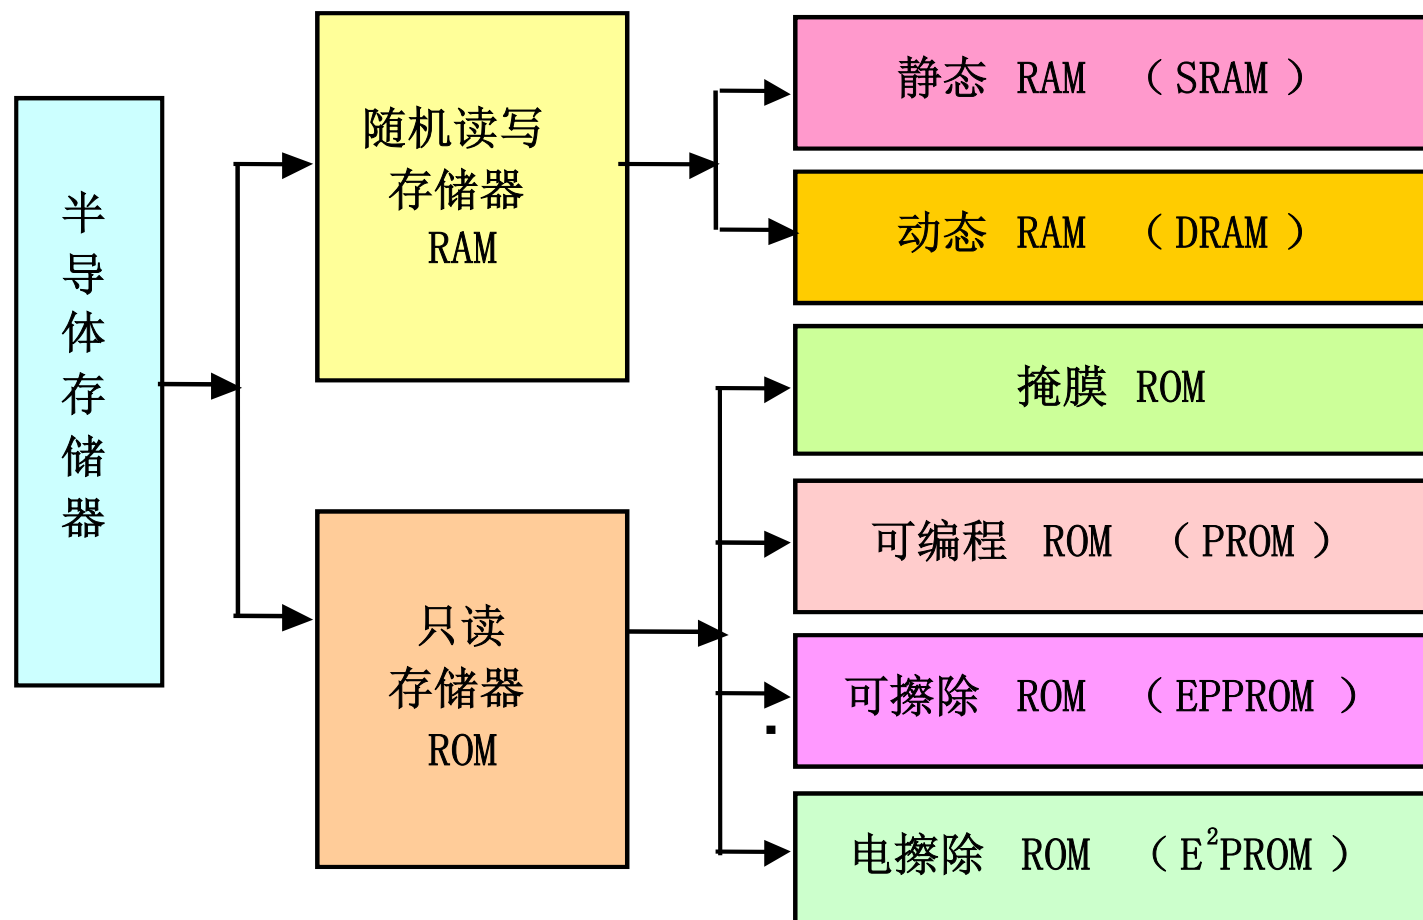 半
导
体
存
储
器
随机读写
存储器
RAM
只读
存储器
ROM
静态 RAM （SRAM）
动态 RAM （DRAM）
掩膜 ROM
可编程 ROM （PROM）
可擦除 ROM （EPPROM）
电擦除 ROM （E²PROM）